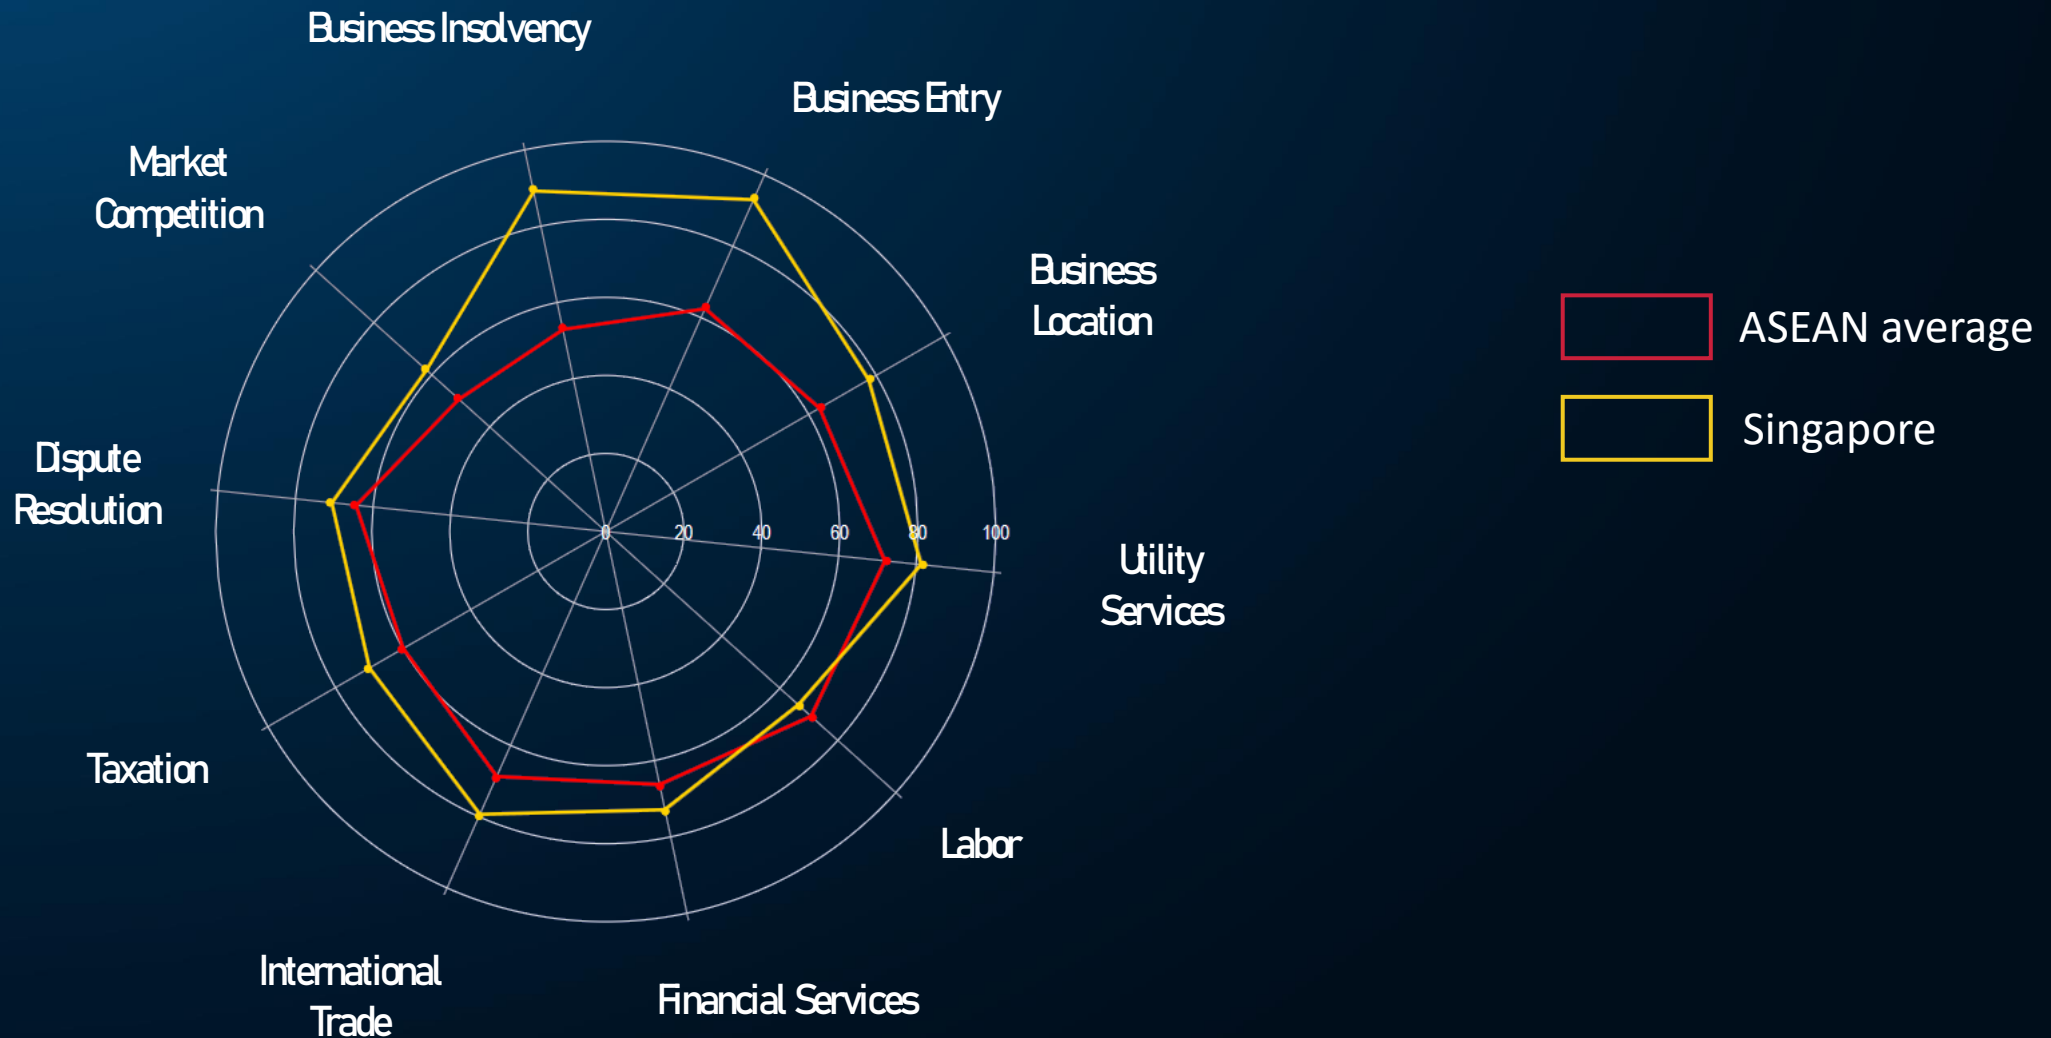 Business Insolvency
Business Entry
Market
Competition
Business
Location
ASEAN average
Singapore
Dispute
Resolution
0 20 40 60 80 100
Utility
Services
Taxation
Labor
International
Trade
Financial Services